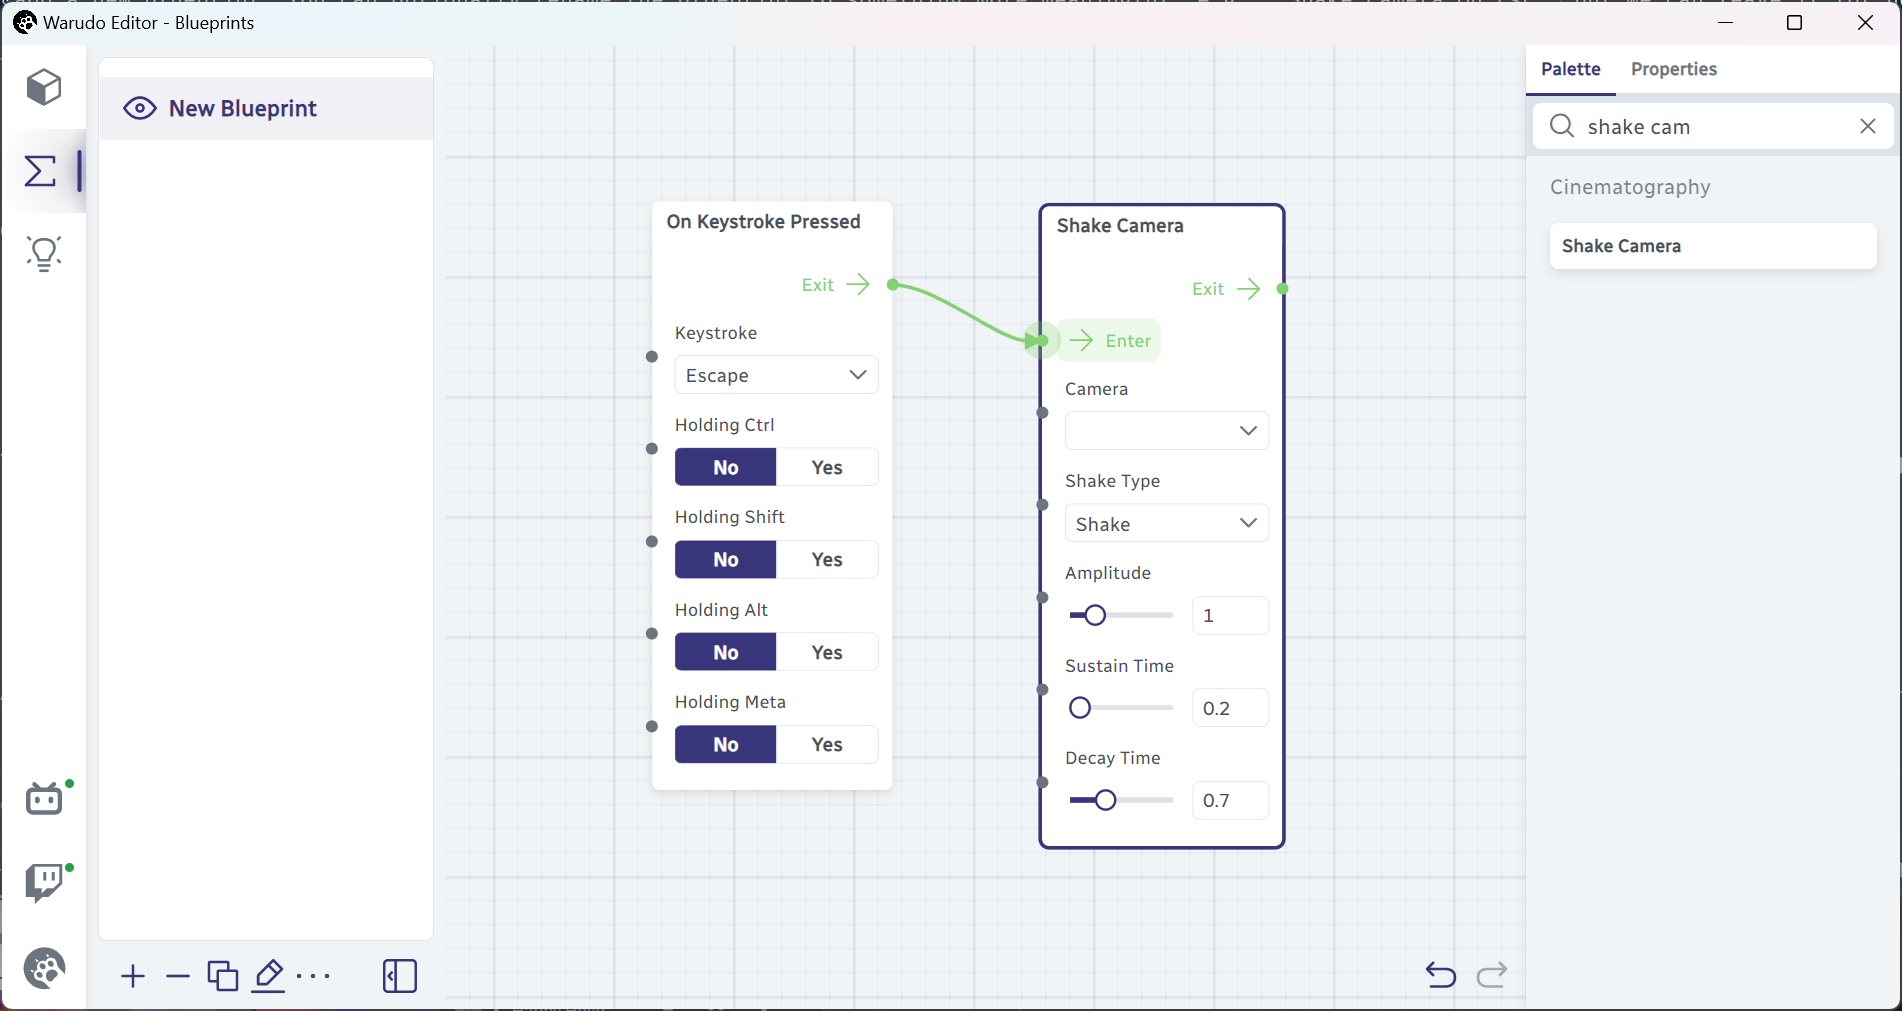 Warudo Editor - Blueprints
New Blueprint
On Keystroke Pressed
Exit
Keystroke
Escape
Holding Ctrl
No Yes
Holding Shift
No Yes
Holding Alt
No Yes
Holding Meta
No Yes
Shake Camera
Exit
Enter
Camera
Shake Type
Shake
Amplitude
1
Sustain Time
0.2
Decay Time
0.7
Palette Properties
shake cam
Cinematography
Shake Camera